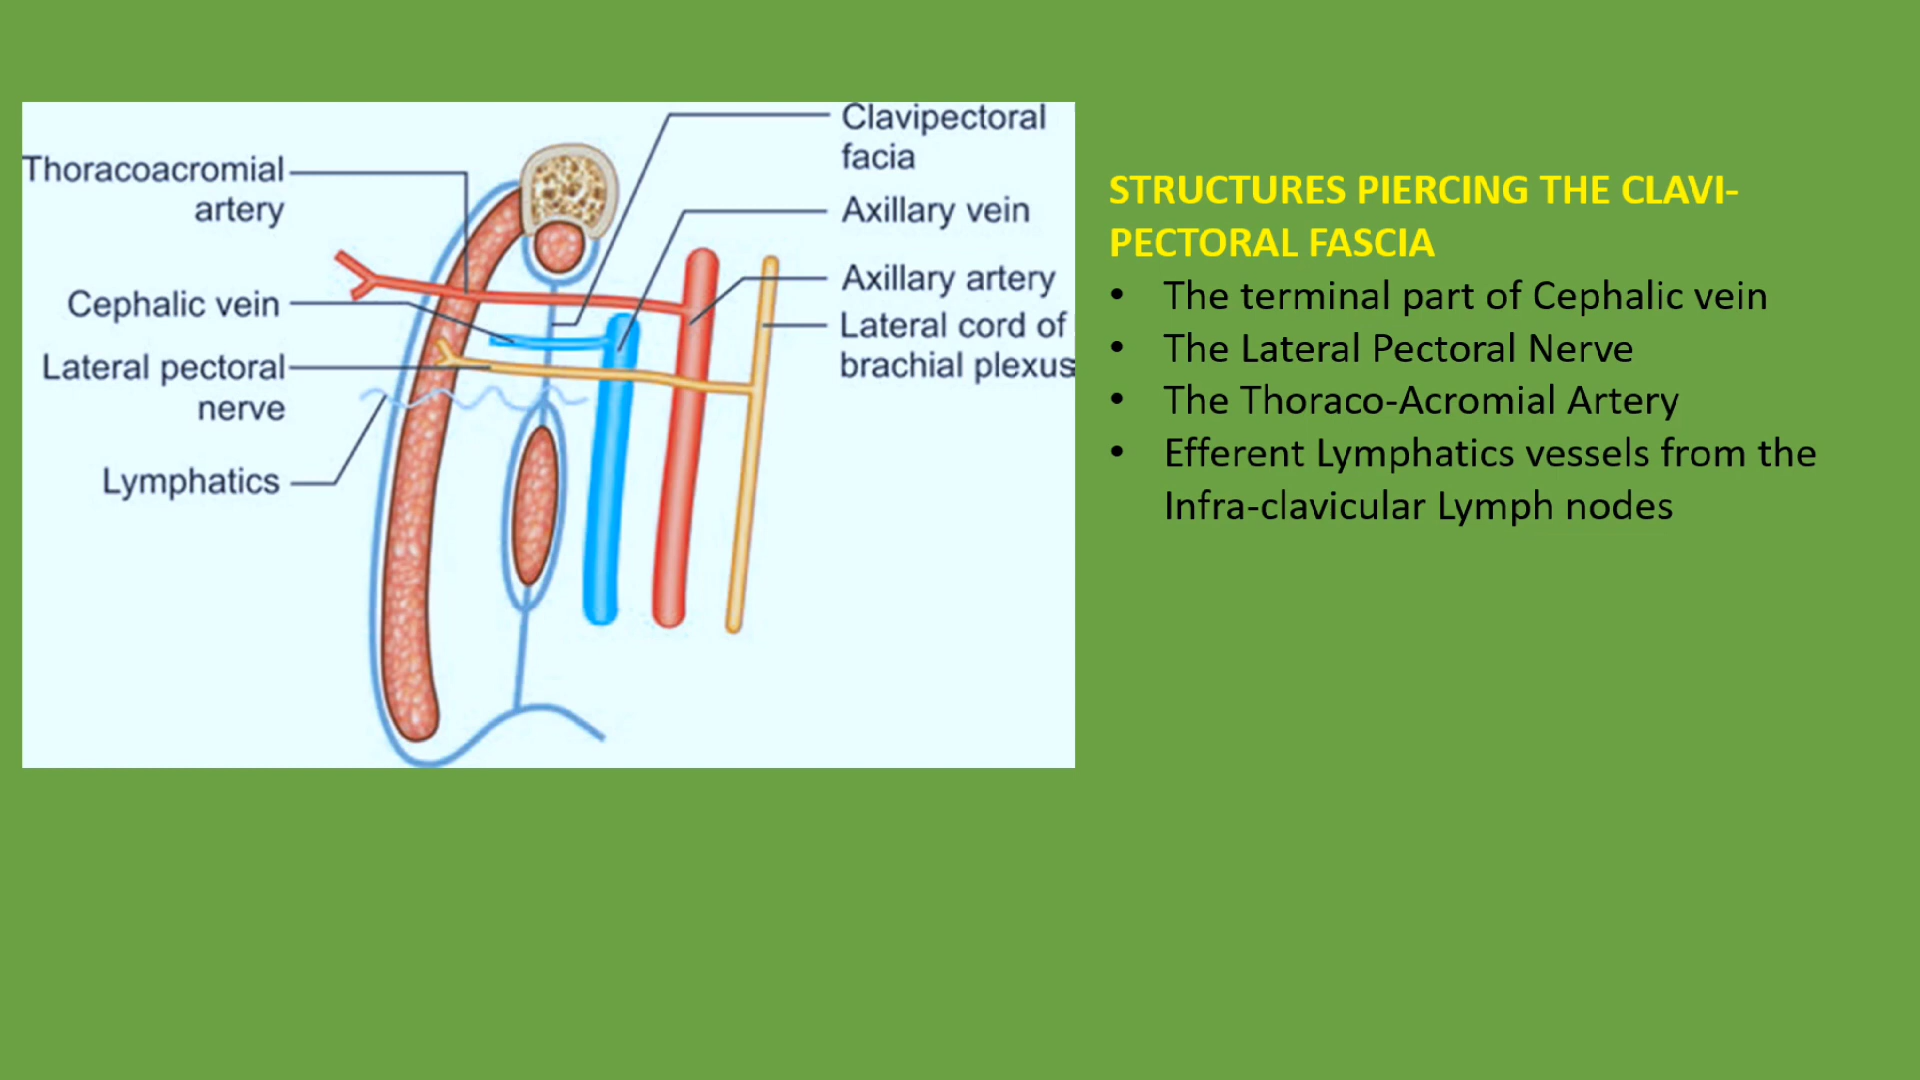 Thoracoacromial
artery
Cephalic vein
Lateral pectoral
nerve
Lymphatics
Clavipectoral
facia
Axillary vein
Axillary artery
Lateral cord of
brachial plexus
STRUCTURES PIERCING THE CLAVI-
PECTORAL FASCIA
• The terminal part of Cephalic vein
• The Lateral Pectoral Nerve
• The Thoraco-Acromial Artery
• Efferent Lymphatics vessels from the
Infra-clavicular Lymph nodes